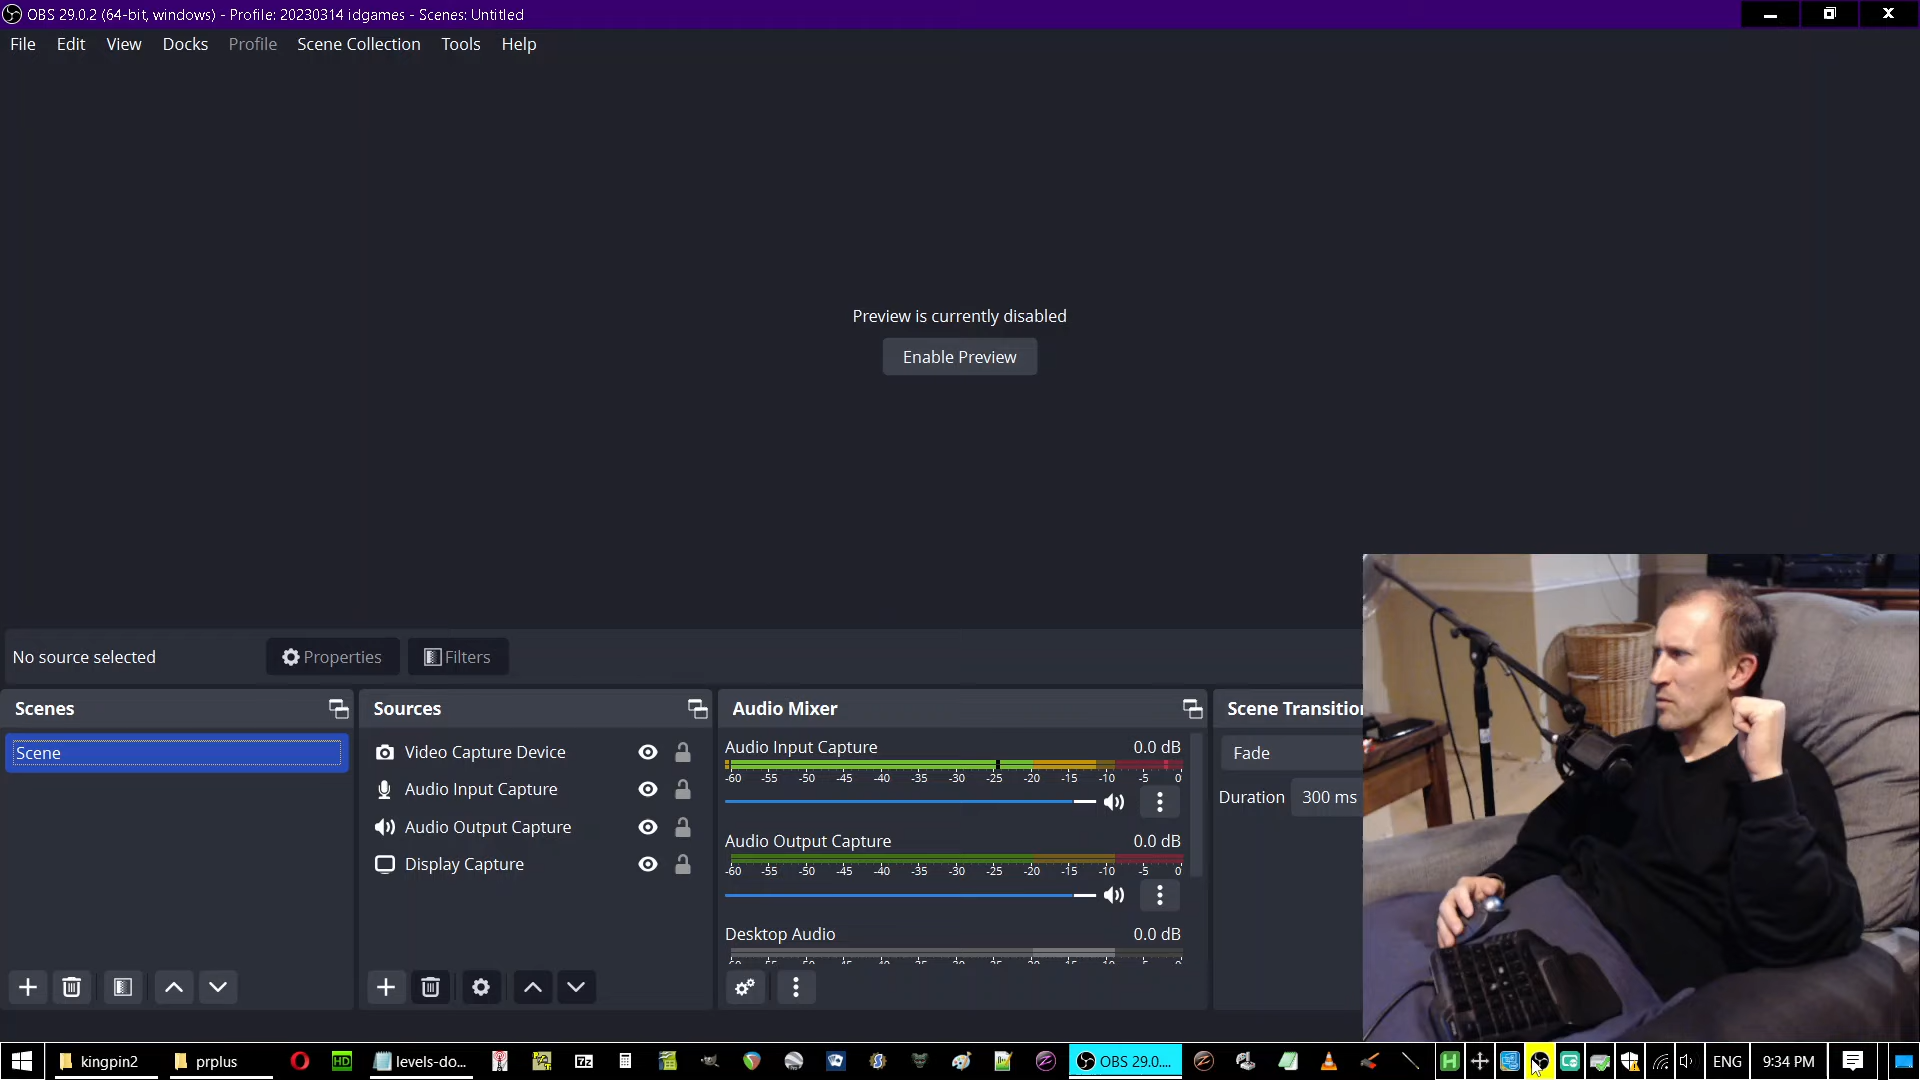 OBS 29.0.2 (64-bit, windows) - Profile: 20230314 idgames - Scenes: Untitled
File Edit View Docks Profile Scene Collection Tools Help
Preview is currently disabled
Enable Preview
No source selected Properties Filters
Scenes
Scene
Sources
Video Capture Device
Audio Input Capture
Audio Output Capture
Display Capture
Audio Mixer
Audio Input Capture 0.0 dB
-60 -55 -50 -45 -40 -35 -30 -25 -20 -15 -10 -5 0
Audio Output Capture 0.0 dB
-60 -55 -50 -45 -40 -35 -30 -25 -20 -15 -10 -5 0
Desktop Audio 0.0 dB
Scene Transitio
Fade
Duration 300 ms
kingpin2 prplus HD levels-do... 7z OBS 29.0.... H ENG 9:34 PM